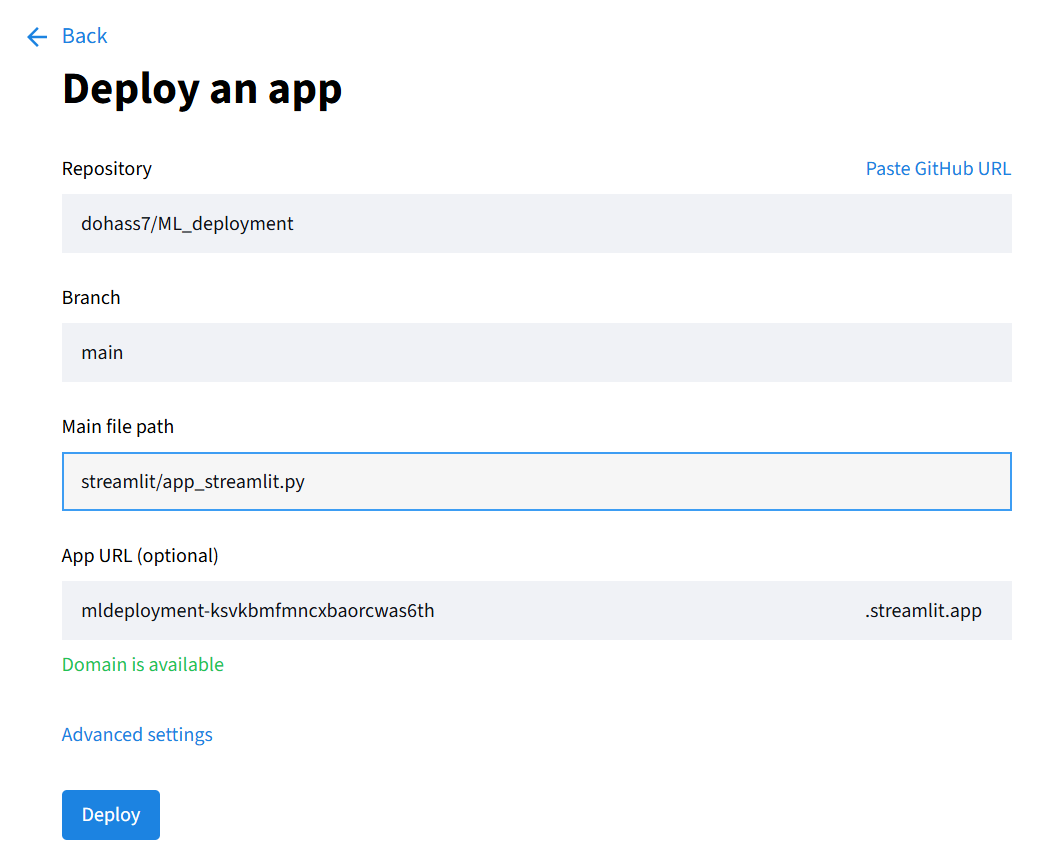 Back
Deploy an app
Repository
Paste GitHub URL
dohass7/ML_deployment
Branch
main
Main file path
streamlit/app_streamlit.py
App URL (optional)
mldeployment-ksvkbmfmncxbaorcwas6th
.streamlit.app
Domain is available
Advanced settings
Deploy